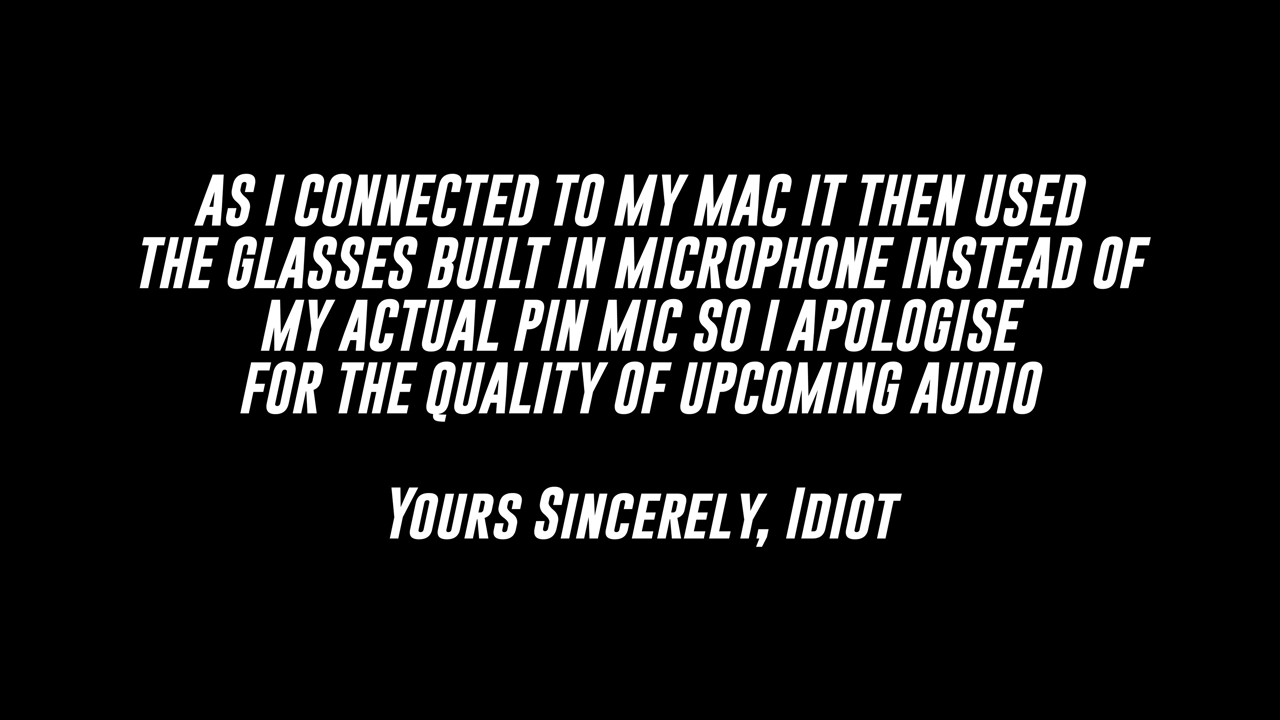 AS I CONNECTED TO MY MAC IT THEN USED
THE GLASSES BUILT IN MICROPHONE INSTEAD OF
MY ACTUAL PIN MIC SO I APOLOGISE
FOR THE QUALITY OF UPCOMING AUDIO
YOURS SINCERELY, IDIOT